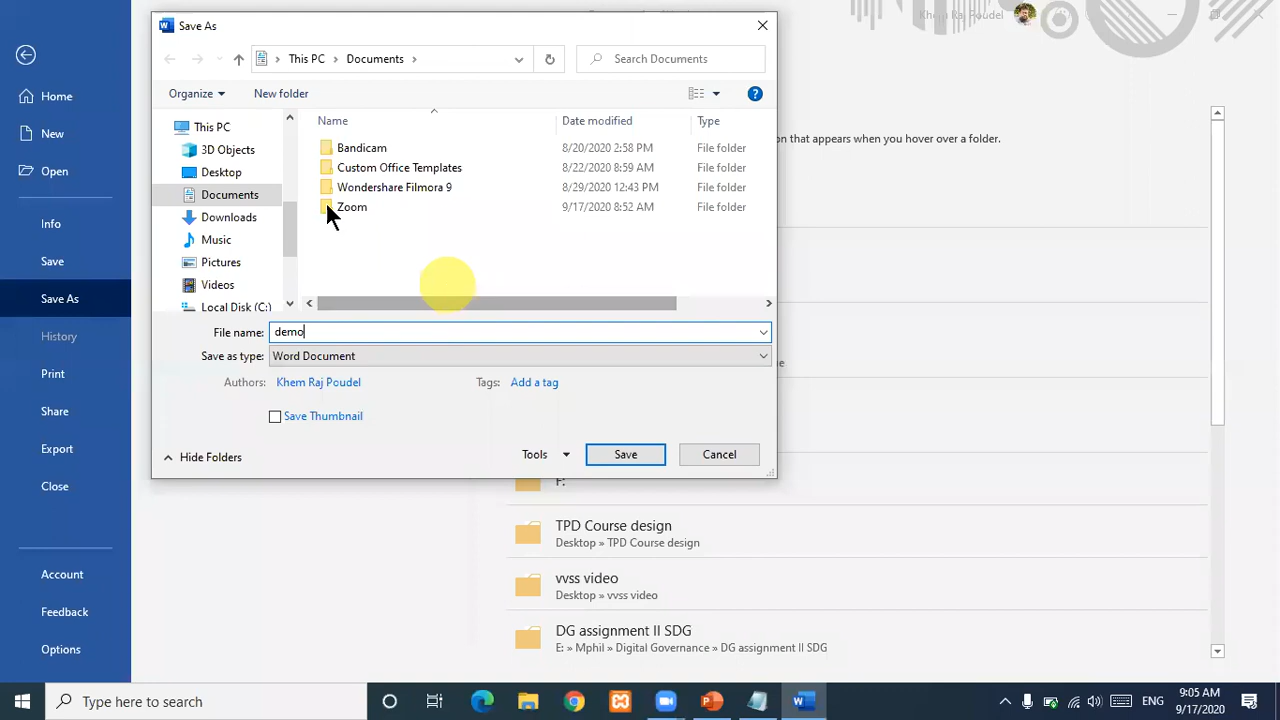 Save As
Khem Raj Poudel
This PC > Documents >
Search Documents
Organize
New folder
Name
Date modified
Type
This PC
3D Objects
Desktop
Documents
Downloads
Music
Pictures
Videos
Local Disk (C:)
Bandicam 8/20/2020 2:58 PM File folder
Custom Office Templates 8/22/2020 8:59 AM File folder
Wondershare Filmora 9 8/29/2020 12:43 PM File folder
Zoom 9/17/2020 8:52 AM File folder
File name: demo
Save as type: Word Document
Authors: Khem Raj Poudel Tags: Add a tag
Save Thumbnail
Hide Folders
Tools
Save
Cancel
Home
New
Open
Info
Save
Save As
History
Print
Share
Export
Close
Account
Feedback
Options
on that appears when you hover over a folder.
F:
TPD Course design
Desktop » TPD Course design
vvss video
Desktop » vvss video
DG assignment II SDG
E: » Mphil » Digital Governance » DG assignment II SDG
Type here to search
ENG
9:05 AM
9/17/2020